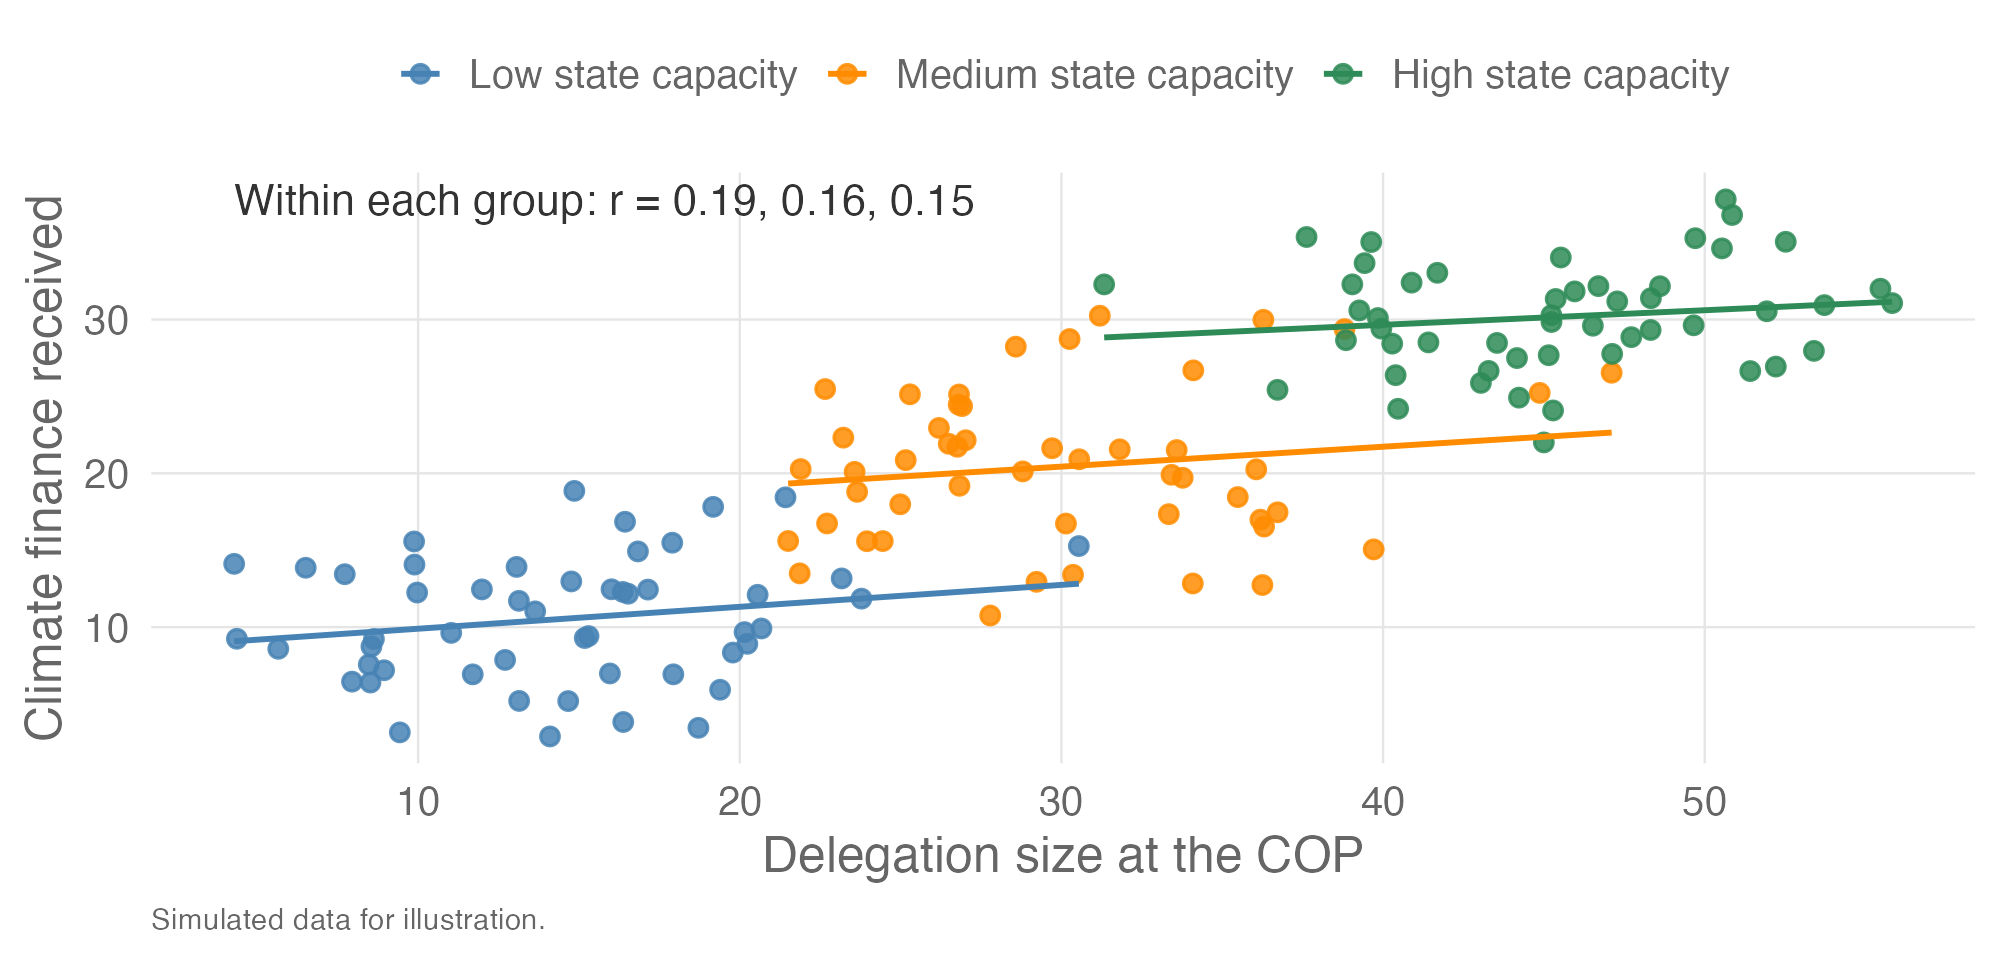 Low state capacity Medium state capacity High state capacity
Within each group: r = 0.19, 0.16, 0.15
Climate finance received
30
20
10
10 20 30 40 50
Delegation size at the COP
Simulated data for illustration.